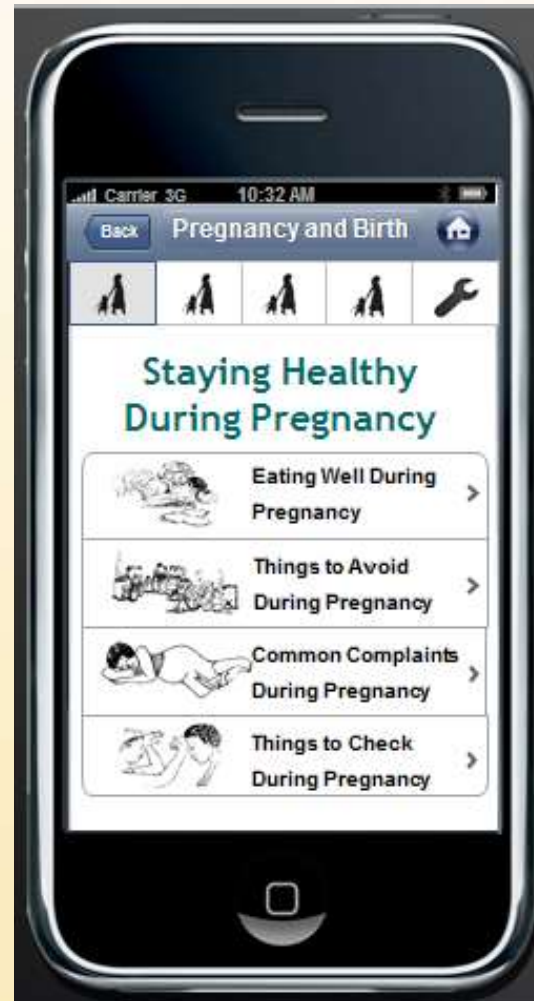 Carrier 3G 10:32 AM
Back Pregnancy and Birth
Staying Healthy
During Pregnancy
Eating Well During
Pregnancy
Things to Avoid
During Pregnancy
Common Complaints
During Pregnancy
Things to Check
During Pregnancy